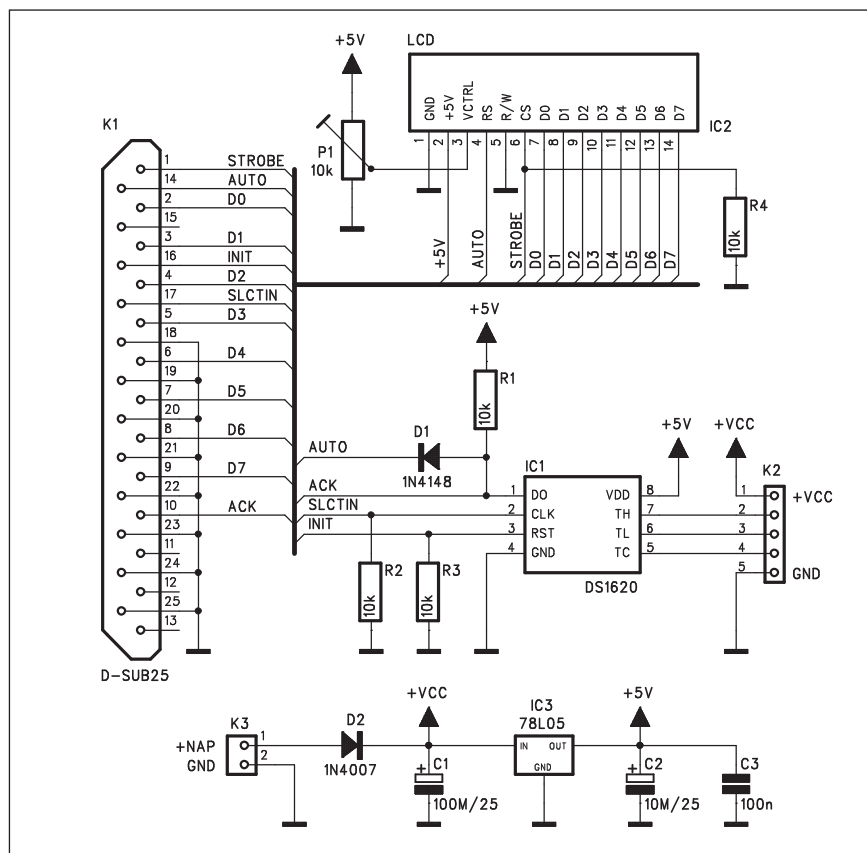 +5V
LCD
GND
+5V
VCTRL
RS
R/W
CS
D0
D1
D2
D3
D4
D5
D6
D7
IC2
1
2
3
4
5
6
7
8
9
10
11
12
13
14
P1
10k
R4
10k
+5V
AUTO
STROBE
D0
D1
D2
D3
D4
D5
D6
D7
K1
1
STROBE
14
AUTO
2
D0
15
3
D1
16
INIT
4
D2
17
SLCTIN
5
D3
18
6
D4
19
7
D5
20
8
D6
21
9
D7
22
10
ACK
23
11
24
12
25
13
D-SUB25
+5V
R1
10k
AUTO
D1
1N4148
ACK
SLCTIN
INIT
R2
10k
R3
10k
IC1
1 DO VDD 8
2 CLK TH 7
3 RST TL 6
4 GND TC 5
DS1620
+5V
+VCC
K2
1 +VCC
2
3
4
5 GND
K3
+NAP 1
GND 2
D2
1N4007
+VCC
+ C1
100M/25
IC3
78L05
IN OUT
GND
+5V
+ C2
10M/25
C3
100n